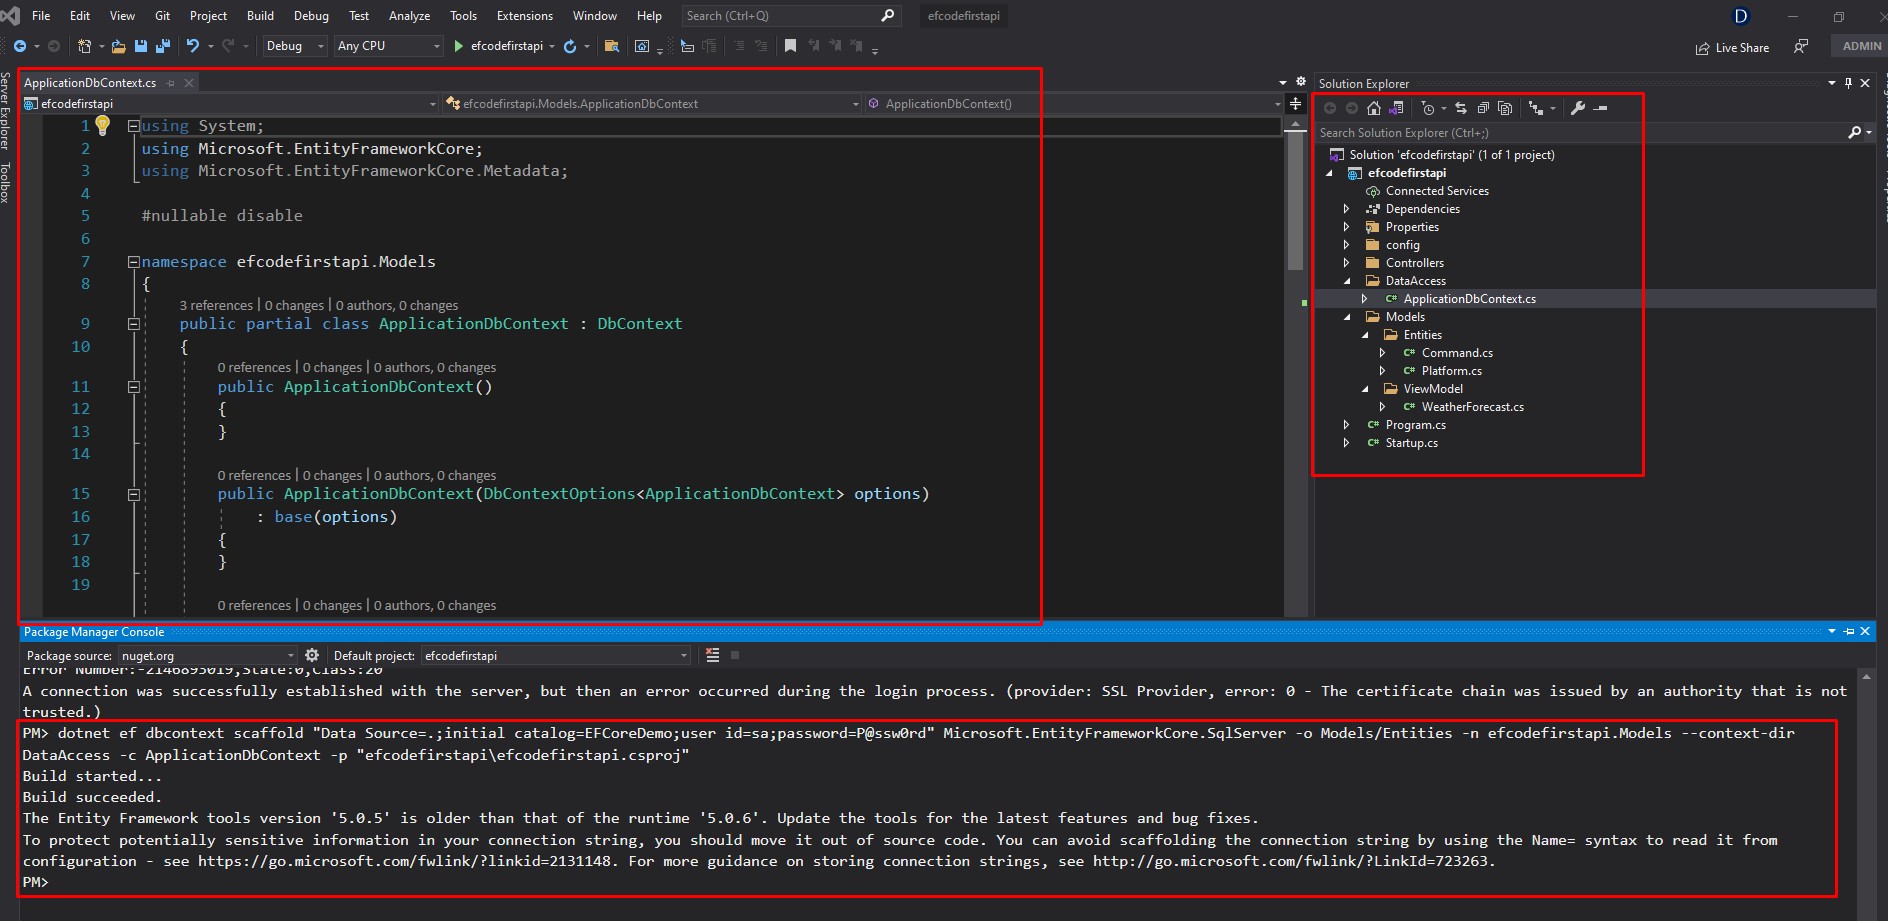 File Edit View Git Project Build Debug Test Analyze Tools Extensions Window Help Search (Ctrl+Q) efcodefirstapi D
Debug Any CPU efcodefirstapi Live Share ADMIN
Server Explorer
Toolbox
ApplicationDbContext.cs
efcodefirstapi efcodefirstapi.Models.ApplicationDbContext ApplicationDbContext()
1 using System;
2 using Microsoft.EntityFrameworkCore;
3 using Microsoft.EntityFrameworkCore.Metadata;
4
5 #nullable disable
6
7 namespace efcodefirstapi.Models
8 {
3 references | 0 changes | 0 authors, 0 changes
9 public partial class ApplicationDbContext : DbContext
10 {
0 references | 0 changes | 0 authors, 0 changes
11 public ApplicationDbContext()
12 {
13 }
14
0 references | 0 changes | 0 authors, 0 changes
15 public ApplicationDbContext(DbContextOptions<ApplicationDbContext> options)
16 : base(options)
17 {
18 }
19
0 references | 0 changes | 0 authors, 0 changes
Solution Explorer
Search Solution Explorer (Ctrl+;)
Solution 'efcodefirstapi' (1 of 1 project)
efcodefirstapi
Connected Services
Dependencies
Properties
config
Controllers
DataAccess
C# ApplicationDbContext.cs
Models
Entities
C# Command.cs
C# Platform.cs
ViewModel
C# WeatherForecast.cs
C# Program.cs
C# Startup.cs
Package Manager Console
Package source: nuget.org Default project: efcodefirstapi
Error Number:-2146893019,State:0,Class:20
A connection was successfully established with the server, but then an error occurred during the login process. (provider: SSL Provider, error: 0 - The certificate chain was issued by an authority that is not
trusted.)
PM> dotnet ef dbcontext scaffold "Data Source=.;initial catalog=EFCoreDemo;user id=sa;password=P@ssw0rd" Microsoft.EntityFrameworkCore.SqlServer -o Models/Entities -n efcodefirstapi.Models --context-dir
DataAccess -c ApplicationDbContext -p "efcodefirstapi\efcodefirstapi.csproj"
Build started...
Build succeeded.
The Entity Framework tools version '5.0.5' is older than that of the runtime '5.0.6'. Update the tools for the latest features and bug fixes.
To protect potentially sensitive information in your connection string, you should move it out of source code. You can avoid scaffolding the connection string by using the Name= syntax to read it from
configuration - see https://go.microsoft.com/fwlink/?linkid=2131148. For more guidance on storing connection strings, see http://go.microsoft.com/fwlink/?LinkId=723263.
PM>